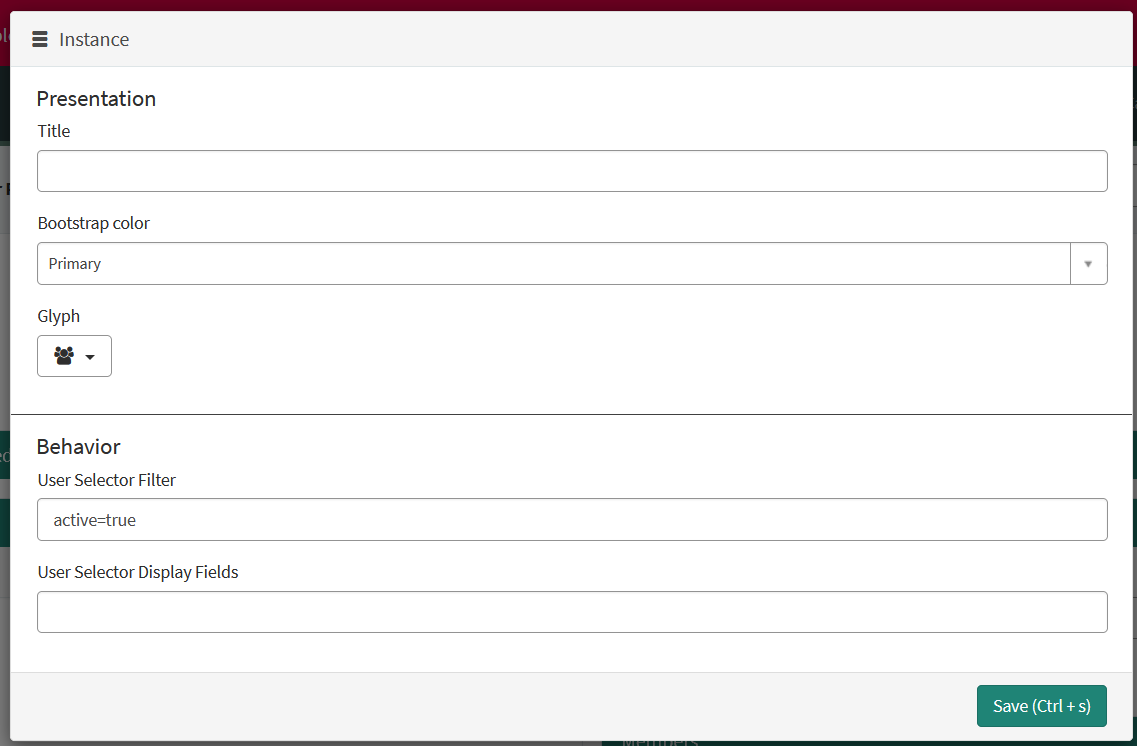 Instance
Presentation
Title
Bootstrap color
Primary
Glyph
Behavior
User Selector Filter
active=true
User Selector Display Fields
Save (Ctrl + s)
Members